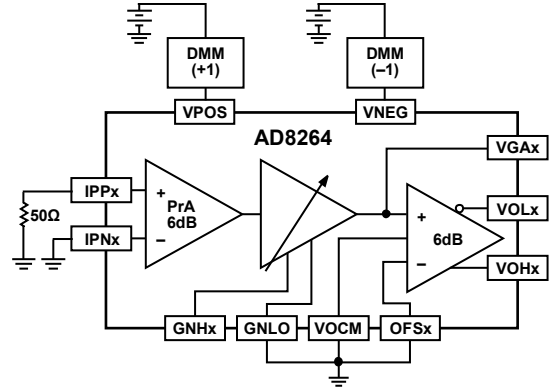 DMM
(+1)
DMM
(–1)
VPOS
VNEG
AD8264
VGAx
IPPx
+
PrA
6dB
–
50Ω
IPNx
+
6dB
–
VOLx
VOHx
GNHx
GNLO
VOCM
OFSx